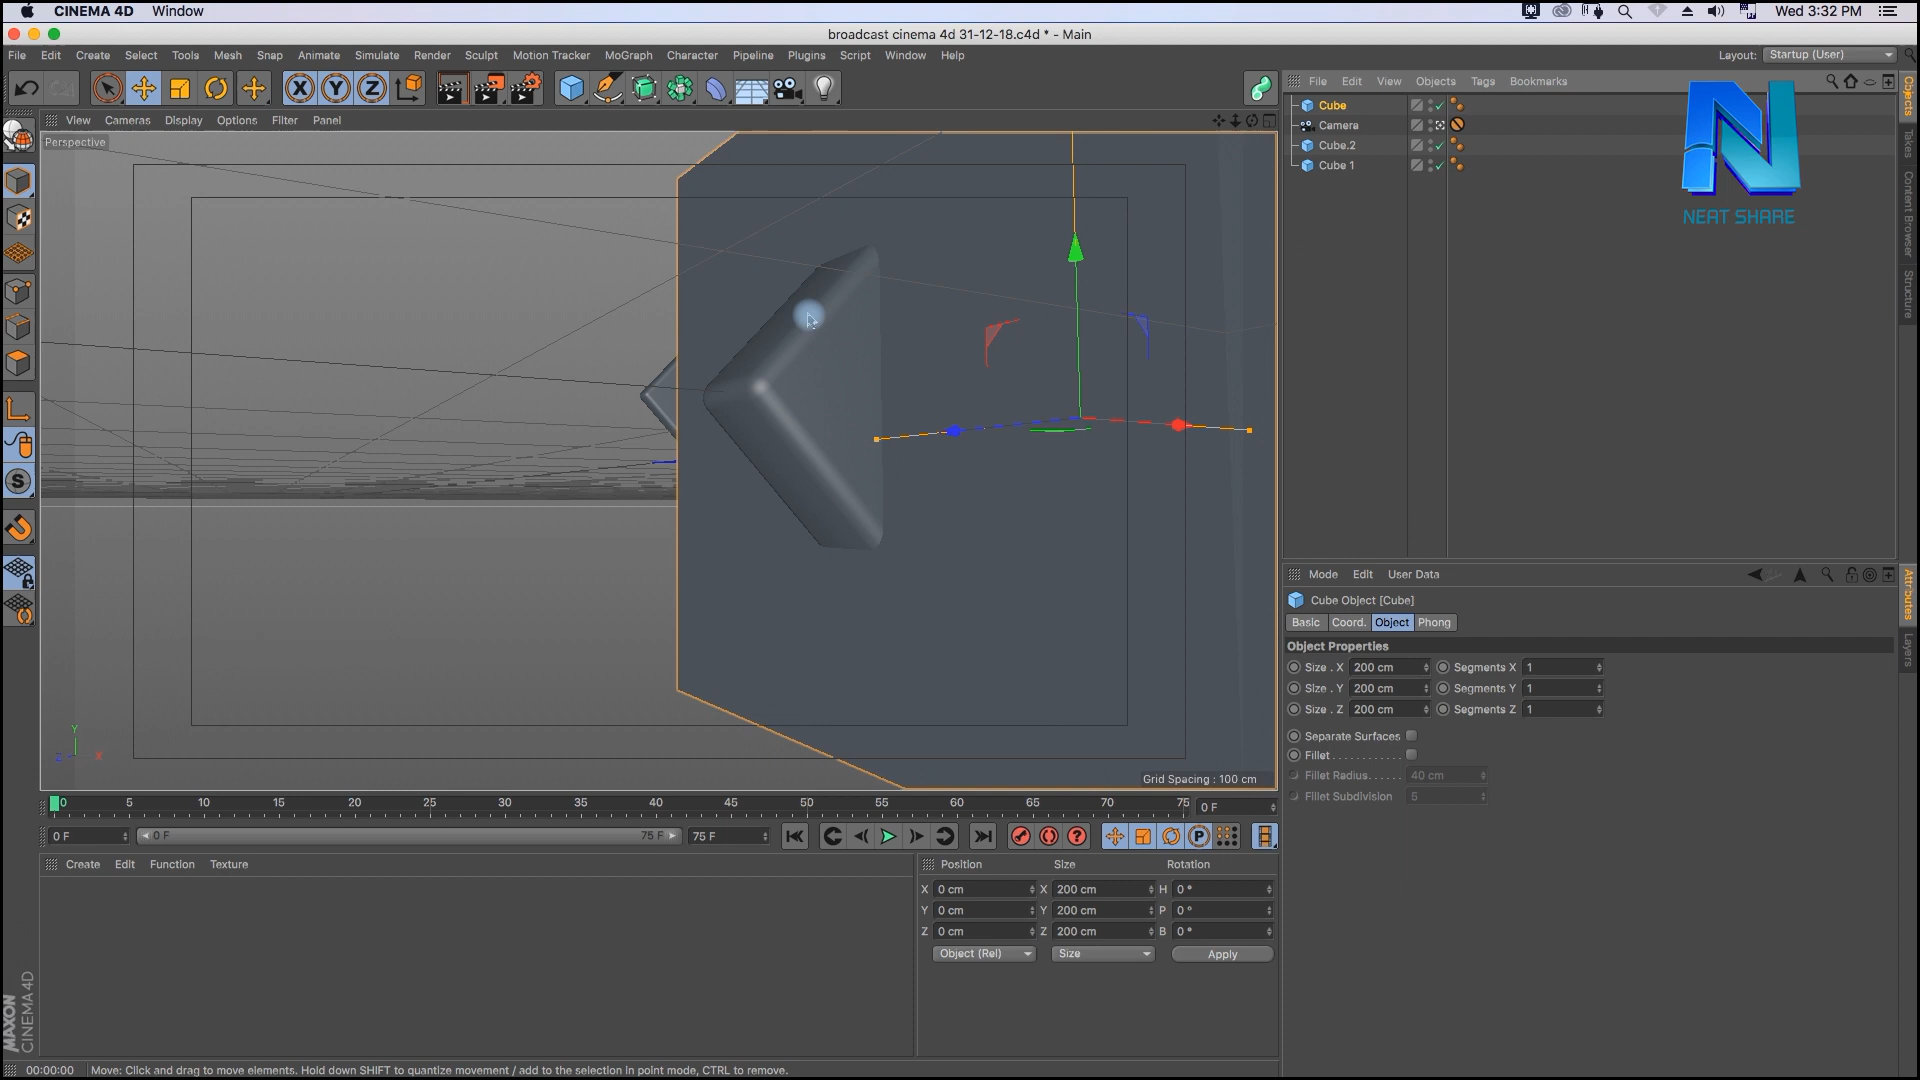 CINEMA 4D Window
Wed 3:32 PM
broadcast cinema 4d 31-12-18.c4d * - Main
File Edit Create Select Tools Mesh Snap Animate Simulate Render Sculpt Motion Tracker MoGraph Character Pipeline Plugins Script Window Help
Layout: Startup (User)
X Y Z
File Edit View Objects Tags Bookmarks
View Cameras Display Options Filter Panel
Perspective
Cube
Camera
Cube.2
Cube 1
NEAT SHARE
Objects
Takes
Content Browser
Structure
Y
Z X
Grid Spacing : 100 cm
Mode Edit User Data
Cube Object [Cube]
Basic Coord. Object Phong
Object Properties
Size . X 200 cm Segments X 1
Size . Y 200 cm Segments Y 1
Size . Z 200 cm Segments Z 1
Separate Surfaces
Fillet . . . . . . . . . . . .
Fillet Radius. . . . . . 40 cm
Fillet Subdivision 5
Attributes
Layers
0 5 10 15 20 25 30 35 40 45 50 55 60 65 70 75 0 F
0 F 0 F 75 F 75 F
Create Edit Function Texture
Position Size Rotation
X 0 cm X 200 cm H 0 °
Y 0 cm Y 200 cm P 0 °
Z 0 cm Z 200 cm B 0 °
Object (Rel) Size Apply
MAXON
CINEMA 4D
00:00:00 Move: Click and drag to move elements. Hold down SHIFT to quantize movement / add to the selection in point mode, CTRL to remove.